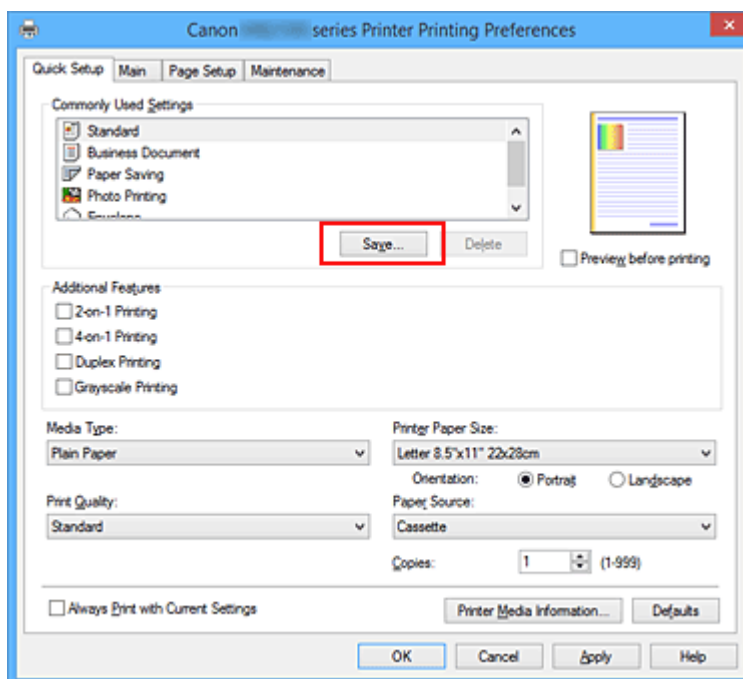 Canon series Printer Printing Preferences
Quick Setup Main Page Setup Maintenance
Commonly Used Settings
Standard
Business Document
Paper Saving
Photo Printing
Envelope
Save... Delete
Preview before printing
Additional Features
2-on-1 Printing
4-on-1 Printing
Duplex Printing
Grayscale Printing
Media Type:
Plain Paper
Printer Paper Size:
Letter 8.5"x11" 22x28cm
Orientation: Portrait Landscape
Print Quality:
Standard
Paper Source:
Cassette
Copies: 1 (1-999)
Always Print with Current Settings
Printer Media Information... Defaults
OK Cancel Apply Help